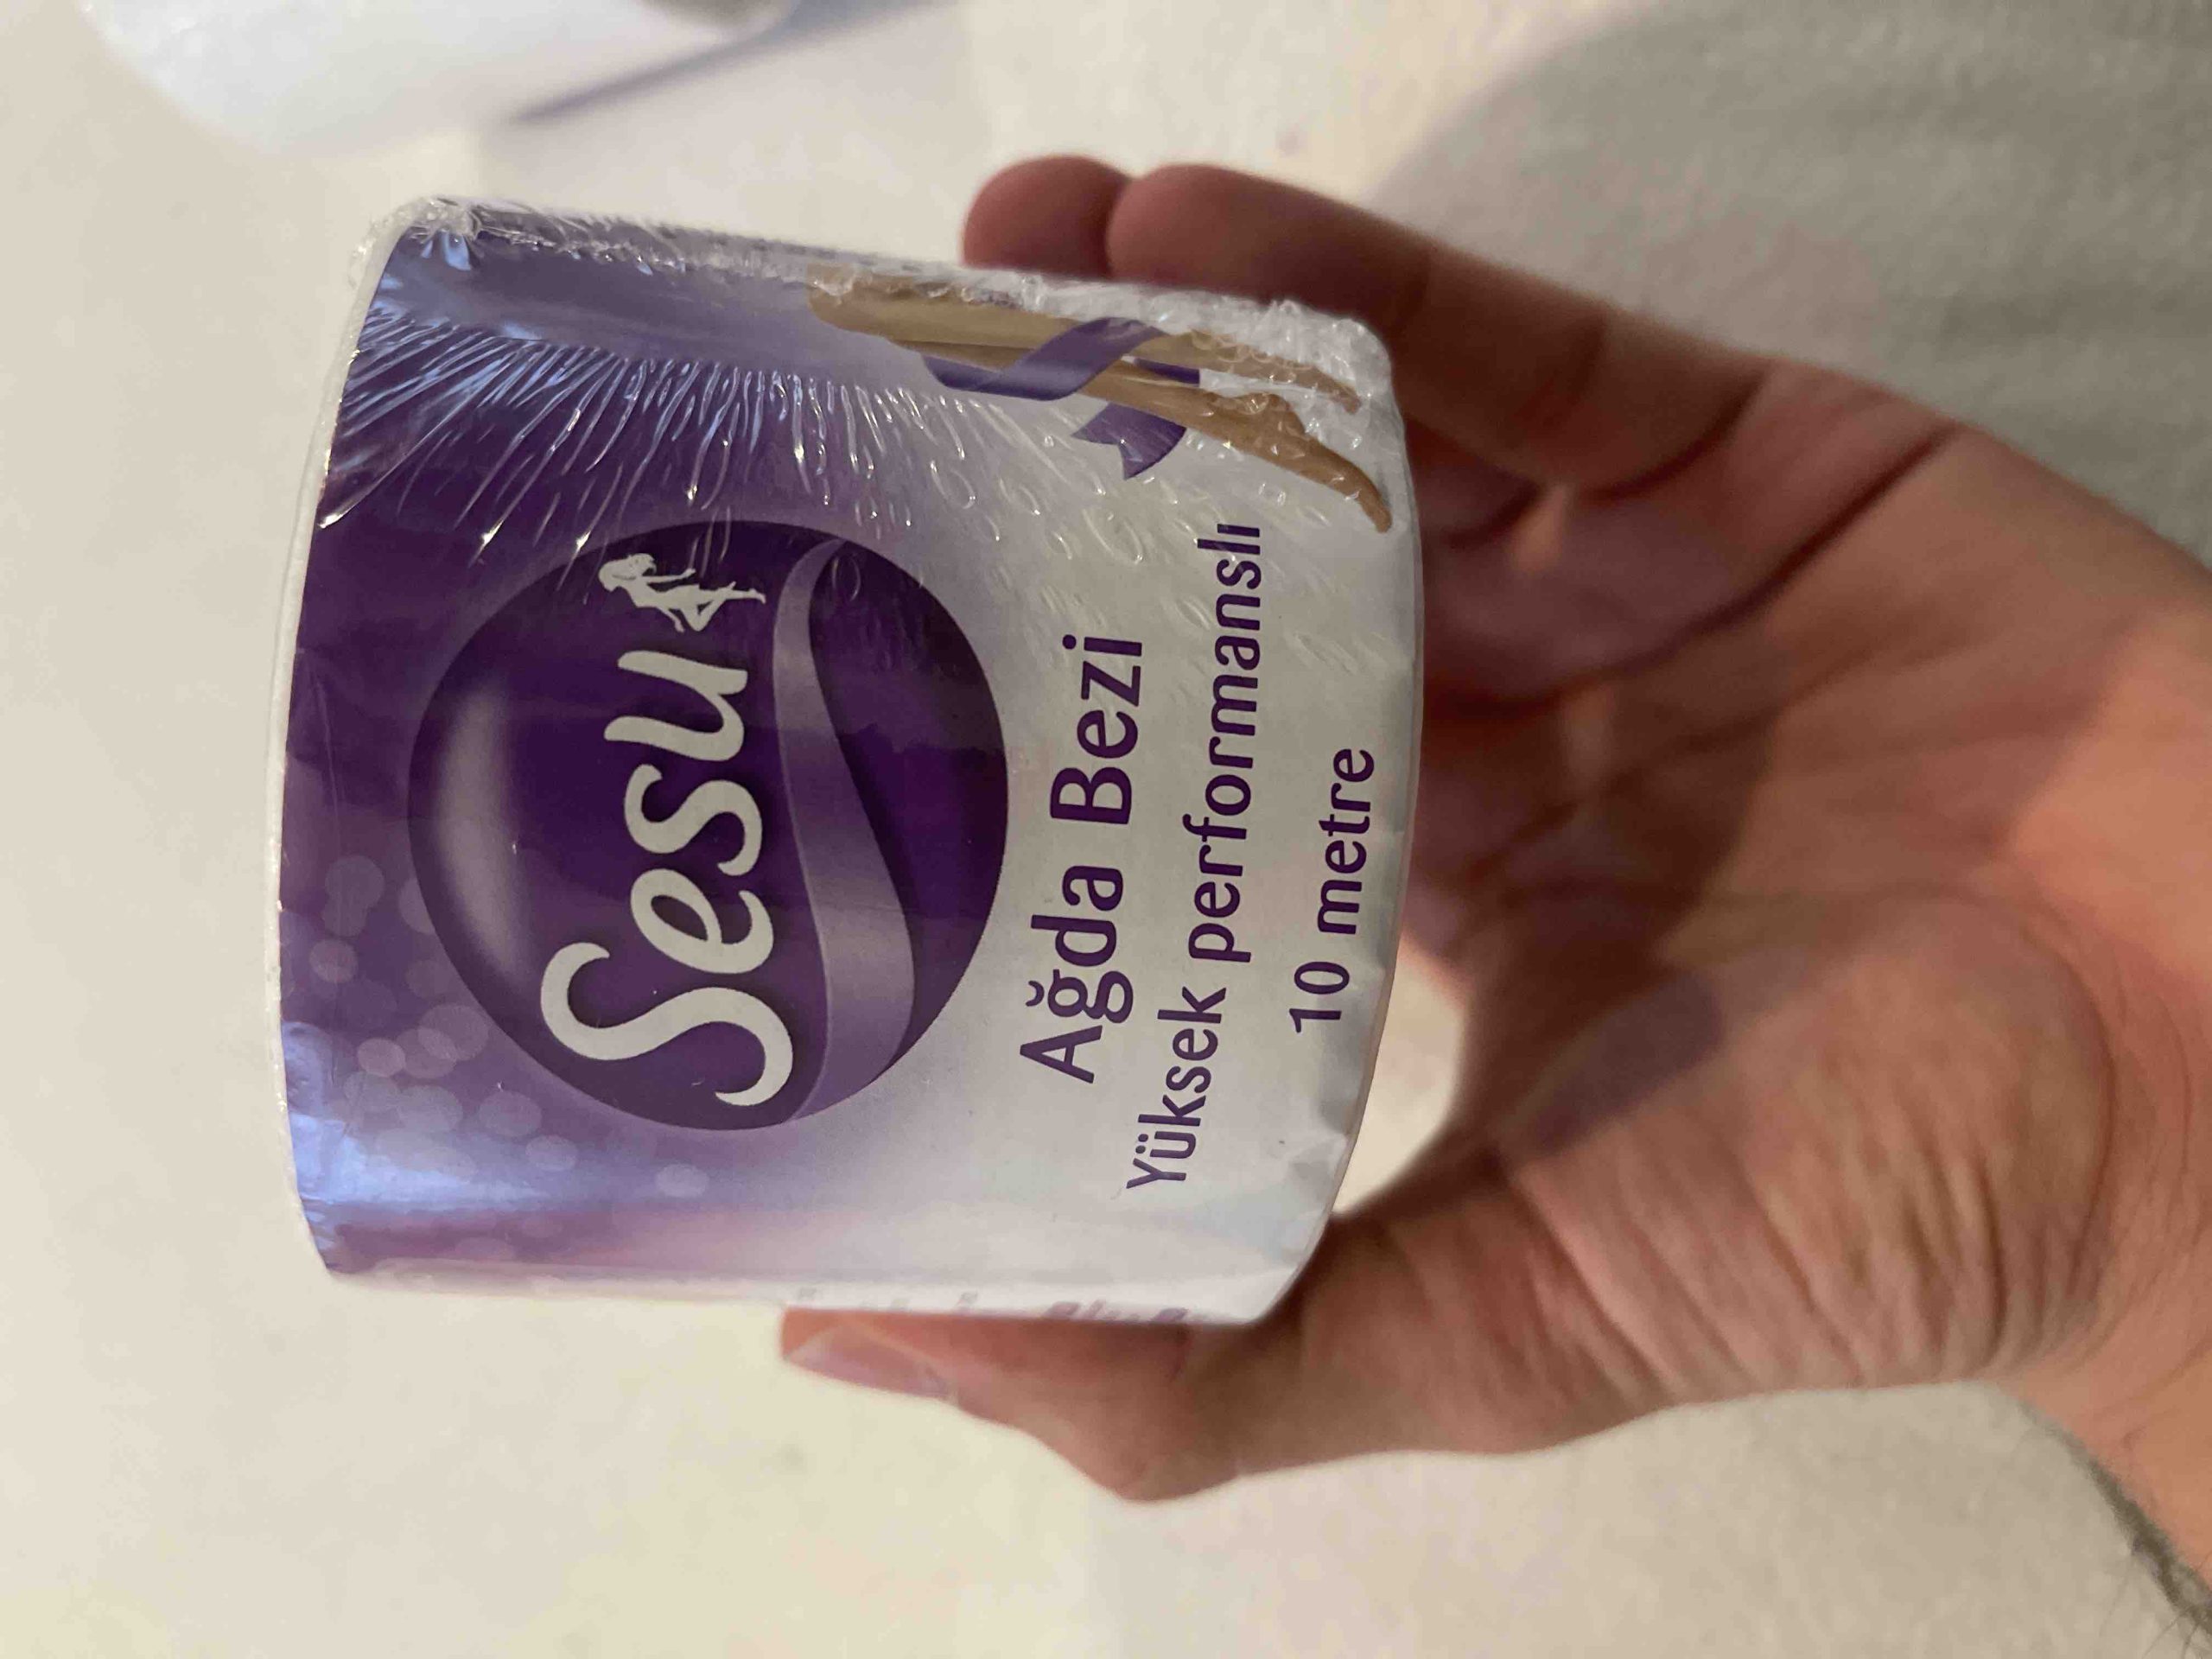 Sesu
Ağda Bezi
Yüksek performanslı
10 metre